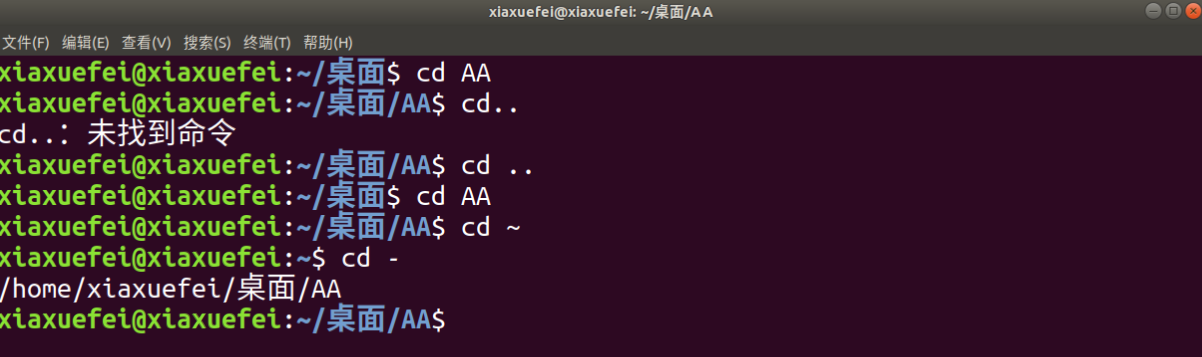 xiaxuefei@xiaxuefei: ~/桌面/AA
文件(F) 编辑(E) 查看(V) 搜索(S) 终端(T) 帮助(H)
xiaxuefei@xiaxuefei:~/桌面$ cd AA
xiaxuefei@xiaxuefei:~/桌面/AA$ cd..
cd..：未找到命令
xiaxuefei@xiaxuefei:~/桌面/AA$ cd ..
xiaxuefei@xiaxuefei:~/桌面$ cd AA
xiaxuefei@xiaxuefei:~/桌面/AA$ cd ~
xiaxuefei@xiaxuefei:~$ cd -
/home/xiaxuefei/桌面/AA
xiaxuefei@xiaxuefei:~/桌面/AA$